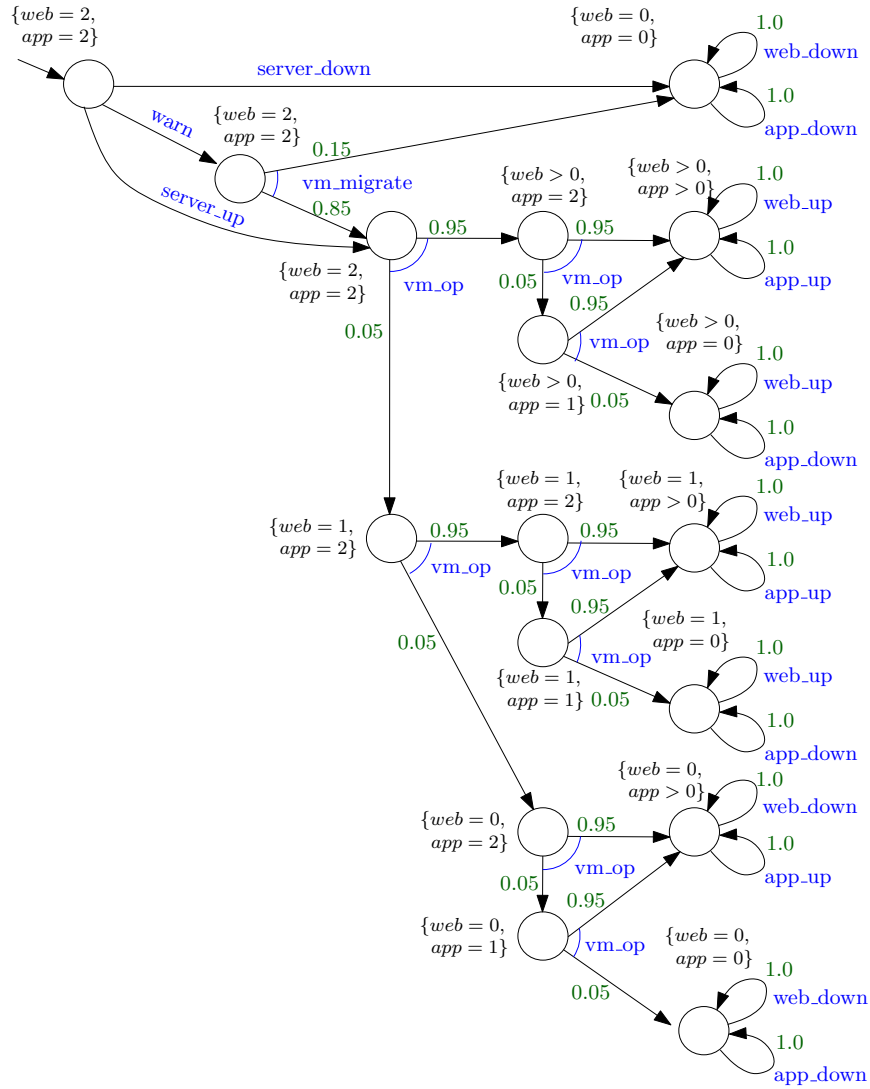 {web = 2,
app = 2}
{web = 0,
app = 0}
1.0
web_down
server_down
1.0
app_down
warn
{web = 2,
app = 2}
0.15
vm_migrate
0.85
server_up
{web > 0,
app = 2}
{web > 0,
app > 0}
1.0
web_up
0.95
0.95
1.0
app_up
{web = 2,
app = 2}
vm_op
0.05
vm_op
0.95
0.05
vm_op
{web > 0,
app = 0}
1.0
web_up
{web > 0,
app = 1}
0.05
1.0
app_down
{web = 1,
app = 2}
{web = 1,
app > 0}
1.0
web_up
{web = 1,
app = 2}
0.95
0.95
1.0
vm_op
vm_op
0.05
0.95
app_up
0.05
vm_op
{web = 1,
app = 0}
1.0
web_up
{web = 1,
app = 1}
0.05
1.0
app_down
{web = 0,
app > 0}
1.0
web_down
{web = 0,
app = 2}
0.95
1.0
vm_op
app_up
0.05
0.95
{web = 0,
app = 1}
vm_op
{web = 0,
app = 0}
0.05
1.0
web_down
1.0
app_down